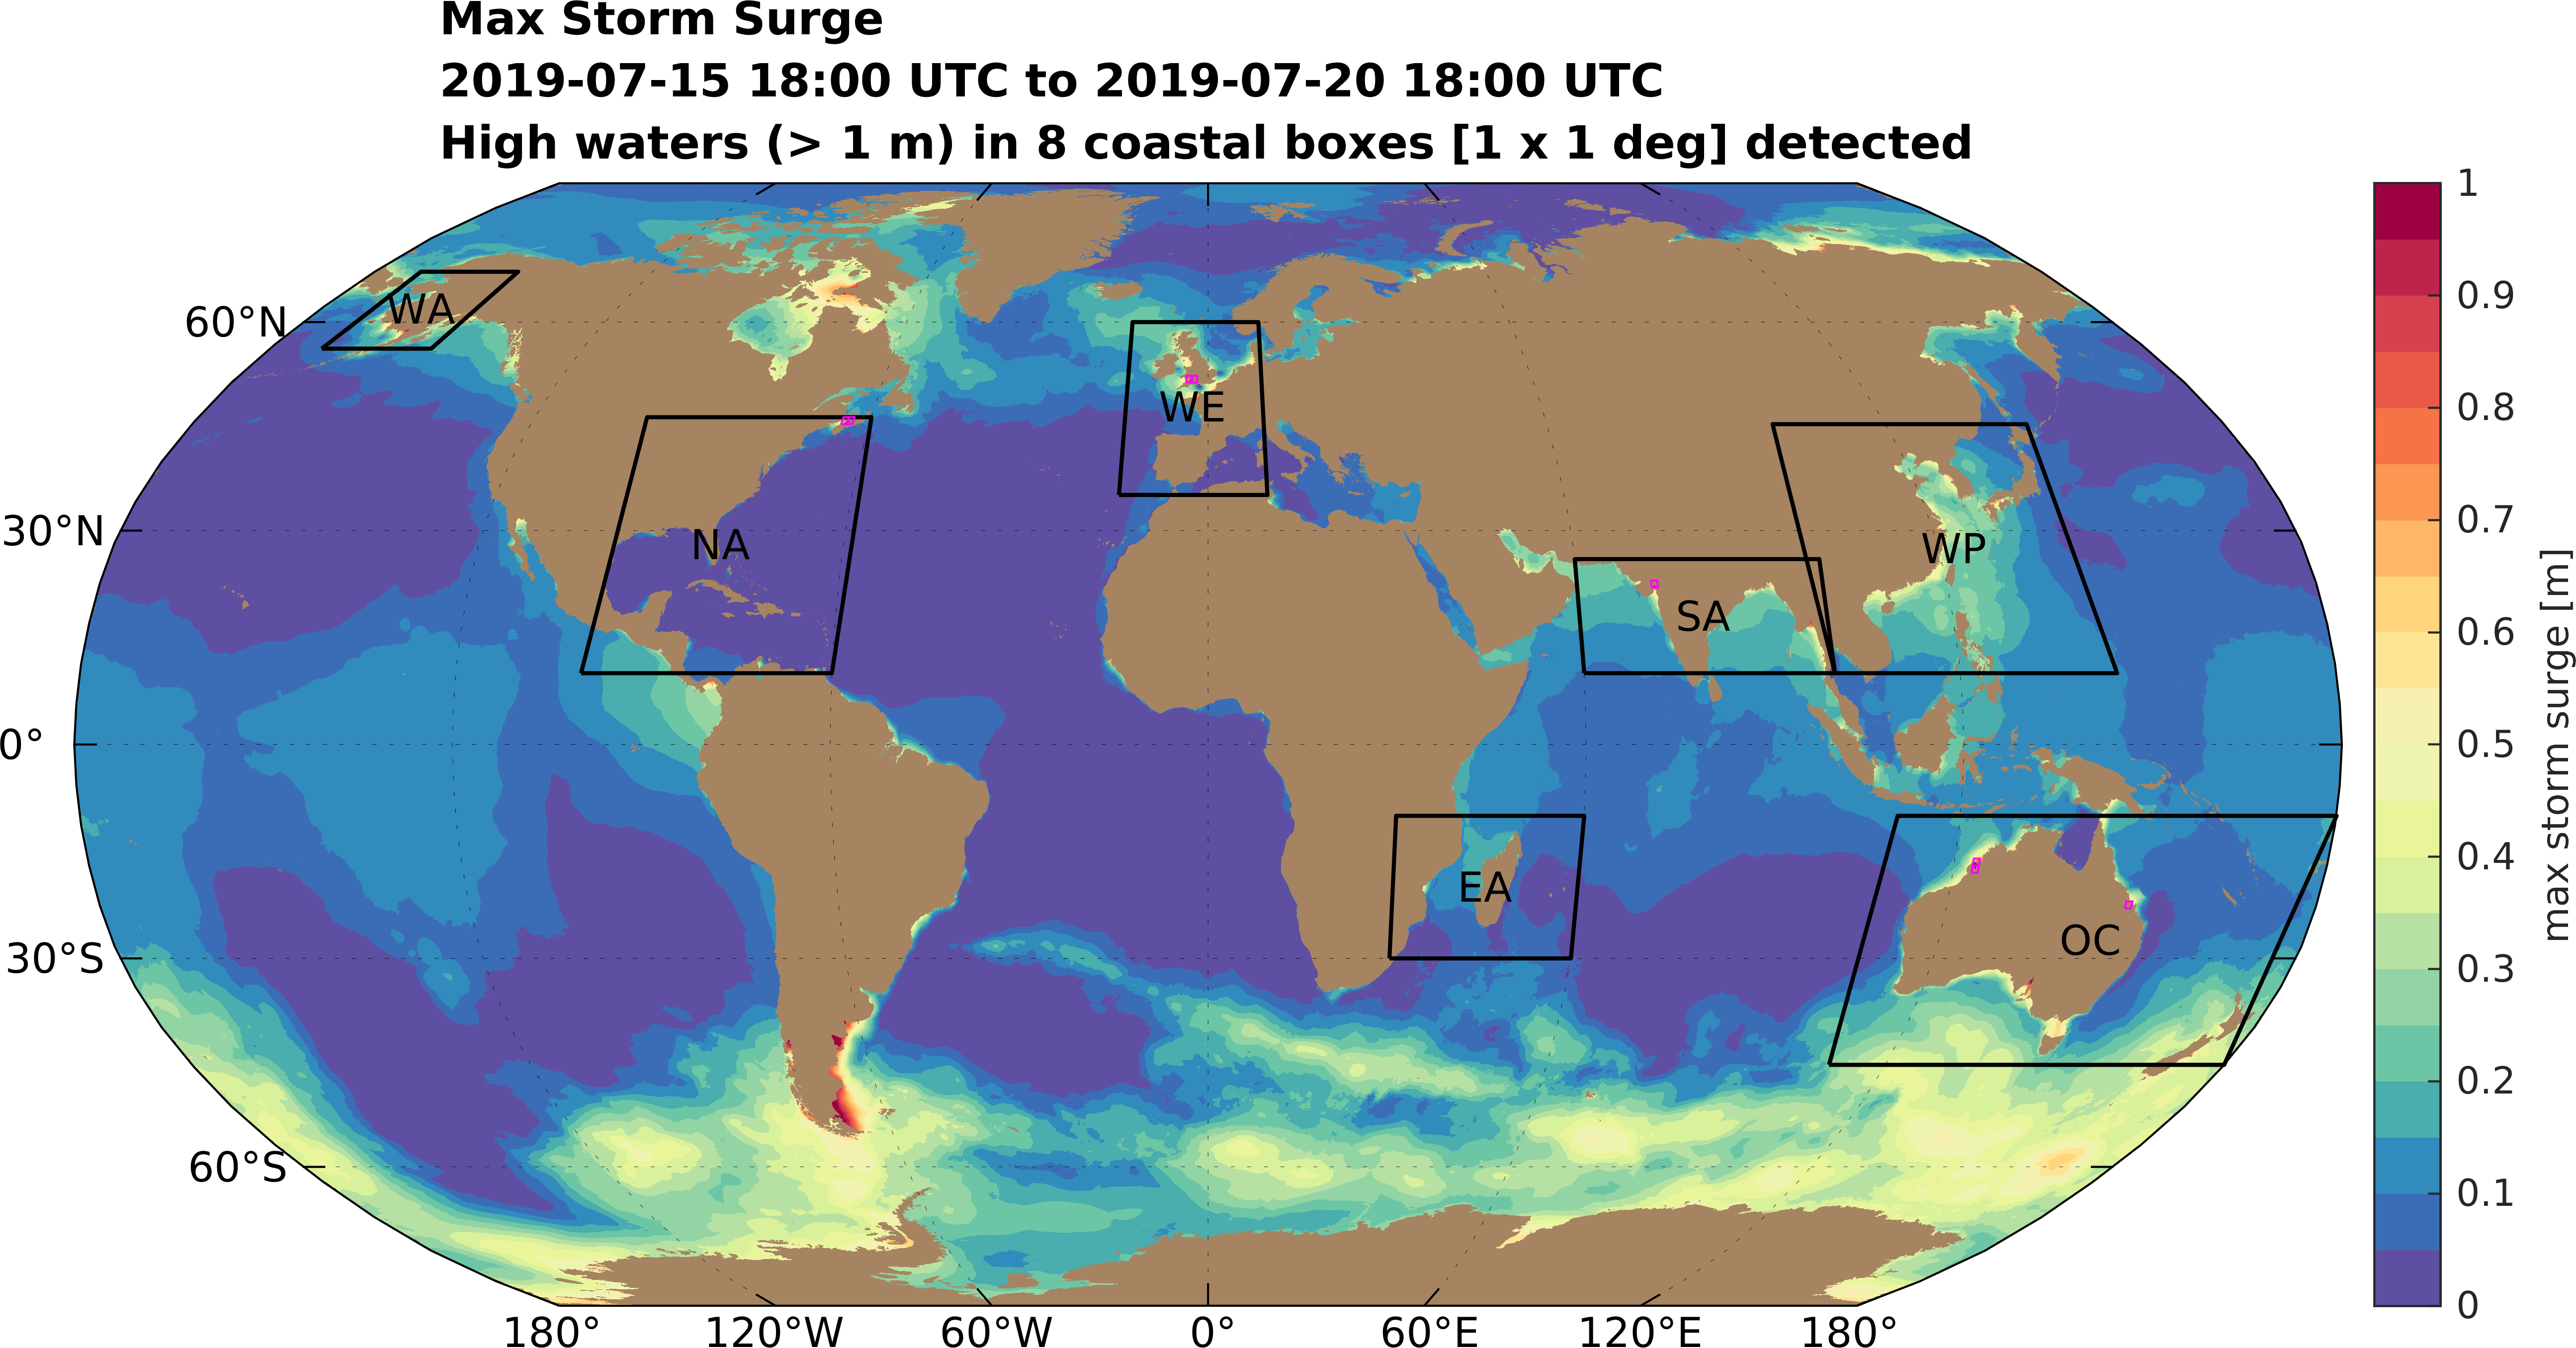 Max Storm Surge
2019-07-15 18:00 UTC to 2019-07-20 18:00 UTC
High waters (> 1 m) in 8 coastal boxes [1 x 1 deg] detected
60°N
30°N
0°
30°S
60°S
WA
NA
WE
SA
WP
EA
OC
180°
120°W
60°W
0°
60°E
120°E
180°
1
0.9
0.8
0.7
0.6
0.5
0.4
0.3
0.2
0.1
0
max storm surge [m]